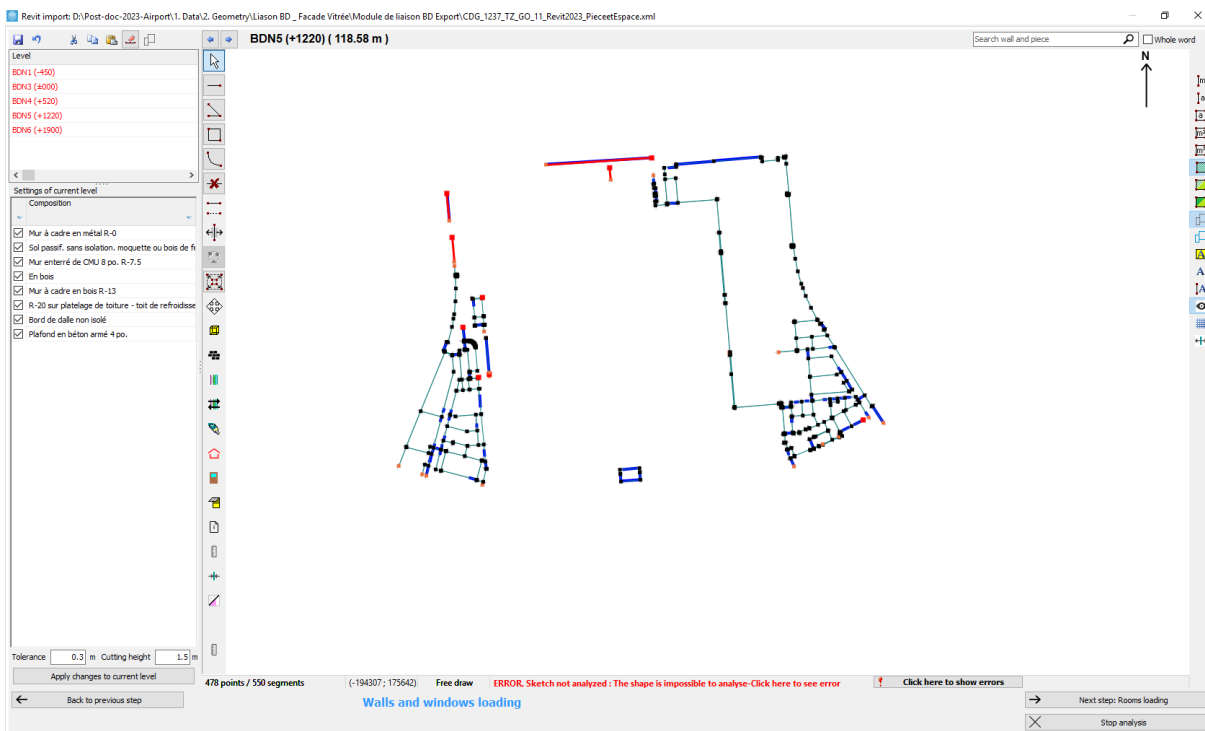 Revit import: D:\Post-doc-2023-Airport\1. Data\2. Geometry\Liason BD _ Facade Vitrée\Module de liaison BD Export\CDG_1237_TZ_GO_11_Revit2023_PieceetEspace.xml
BDN5 (+1220) ( 118.58 m )
Search wall and piece
Whole word
Level
BDN1 (-450)
BDN3 (±000)
BDN4 (+520)
BDN5 (+1220)
BDN6 (+1900)
N
Settings of current level
Composition
Mur à cadre en métal R-0
Sol passif. sans isolation. moquette ou bois de f
Mur enterré de CMU 8 po. R-7.5
En bois
Mur à cadre en bois R-13
R-20 sur platelage de toiture - toit de refroidisse
Bord de dalle non isolé
Plafond en béton armé 4 po.
Tolerance 0.3 m Cutting height 1.5 m
Apply changes to current level
Back to previous step
478 points / 550 segments
(-194307 ; 175642)
Free draw
ERROR, Sketch not analyzed : The shape is impossible to analyse-Click here to see error
Click here to show errors
Walls and windows loading
Next step: Rooms loading
Stop analysis